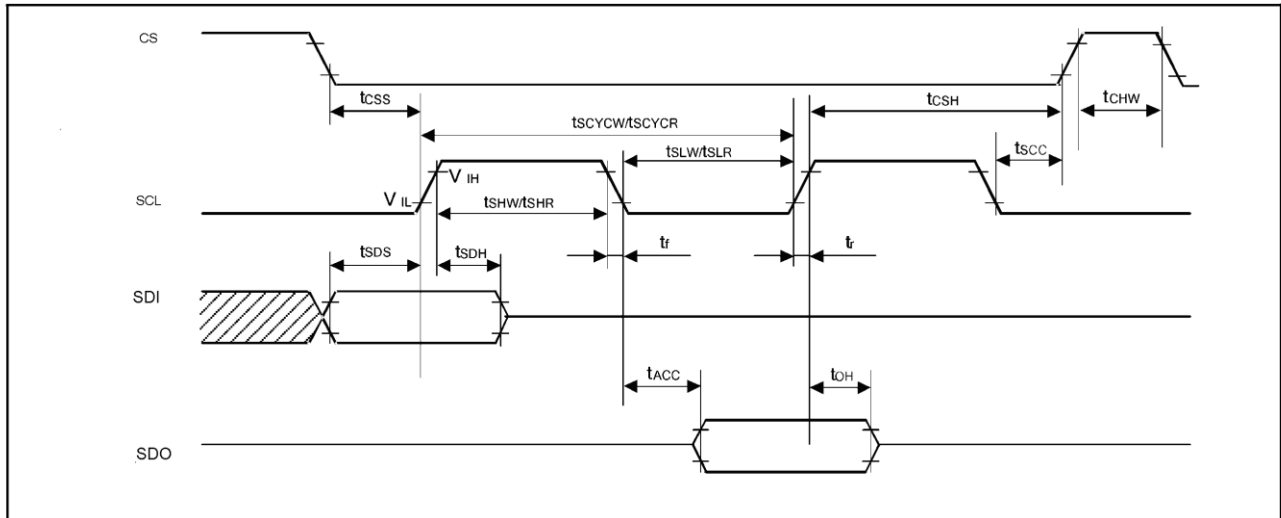 CS
tCSS
tCSH
tCHW
tSCYCW/tSCYCR
tSLW/tSLR
tSCC
V IH
SCL
V IL
tSHW/tSHR
tSDS
tSDH
tf
tr
SDI
tACC
tOH
SDO